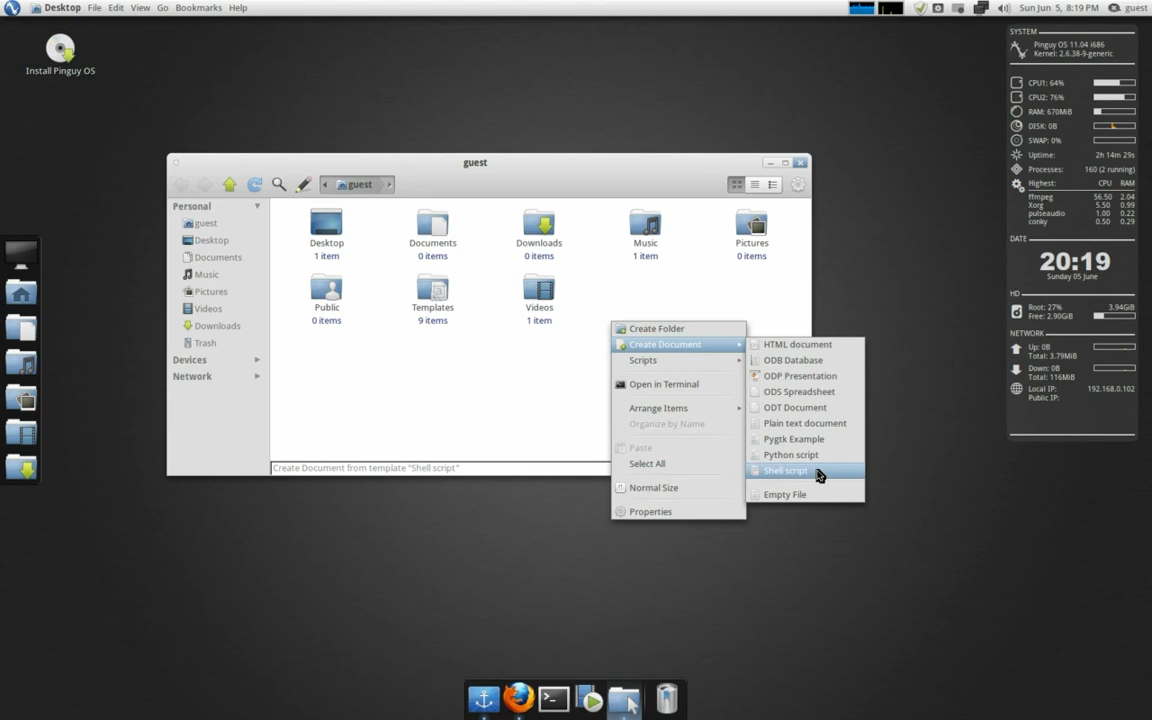 Desktop File Edit View Go Bookmarks Help
Sun Jun 5, 8:19 PM guest
Install Pinguy OS
guest
guest
Personal
guest
Desktop
Documents
Music
Pictures
Videos
Downloads
Trash
Devices
Network
Desktop Documents Downloads Music Pictures
1 item 0 items 0 items 1 item 0 items
Public Templates Videos
0 items 9 items 1 item
Create Document from template "Shell script"
Create Folder
Create Document
Scripts
Open in Terminal
Arrange Items
Organize by Name
Paste
Select All
Normal Size
Properties
HTML document
ODB Database
ODP Presentation
ODS Spreadsheet
ODT Document
Plain text document
Pygtk Example
Python script
Shell script
Empty File
SYSTEM
Pinguy OS 11.04 i686
Kernel: 2.6.38-9-generic
CPU1: 64%
CPU2: 76%
RAM: 670MiB
DISK: 0B
SWAP: 0%
Uptime: 2h 14m 29s
Processes: 160 (2 running)
Highest: CPU RAM
ffmpeg 56.50 2.04
Xorg 5.50 0.99
pulseaudio 1.00 0.22
conky 0.50 0.29
DATE
20:19
Sunday 05 June
HD
Root: 27% 3.94GiB
Free: 2.90GiB
NETWORK
Up: 0B
Total: 3.79MiB
Down: 0B
Total: 116MiB
Local IP: 192.168.0.102
Public IP: